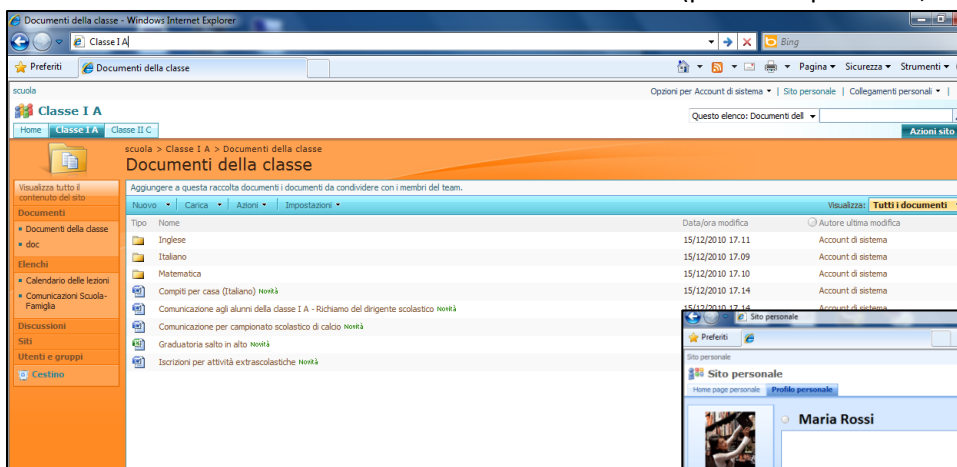 Documenti della classe - Windows Internet Explorer
Classe I A
Bing
Preferiti
Documenti della classe
Pagina Sicurezza Strumenti
scuola
Opzioni per Account di sistema | Sito personale | Collegamenti personali |
Classe I A
Questo elenco: Documenti dell
Home Classe I A Classe II C
Azioni sito
scuola > Classe I A > Documenti della classe
Documenti della classe
Visualizza tutto il
contenuto del sito
Aggiungere a questa raccolta documenti i documenti da condividere con i membri del team.
Nuovo Carica Azioni Impostazioni
Visualizza: Tutti i documenti
Documenti
Documenti della classe
doc
Elenchi
Calendario delle lezioni
Comunicazioni Scuola-
Famiglia
Discussioni
Siti
Utenti e gruppi
Cestino
Tipo Nome Data/ora modifica Autore ultima modifica
Inglese 15/12/2010 17.11 Account di sistema
Italiano 15/12/2010 17.09 Account di sistema
Matematica 15/12/2010 17.10 Account di sistema
Compiti per casa (Italiano) Novità 15/12/2010 17.14 Account di sistema
Comunicazione agli alunni della classe I A - Richiamo del dirigente scolastico Novità 15/12/2010 17.14 Account di sistema
Comunicazione per campionato scolastico di calcio Novità
Graduatoria salto in alto Novità
Iscrizioni per attività extrascolastiche Novità
Sito personale
Preferiti
Sito personale
Sito personale
Home page personale Profilo personale
Maria Rossi